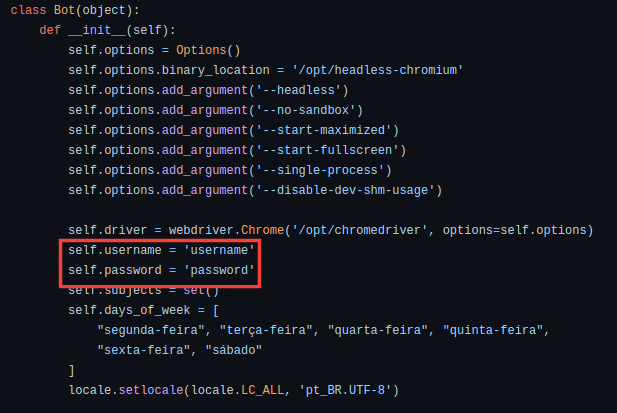 class Bot(object):
    def __init__(self):
        self.options = Options()
        self.options.binary_location = '/opt/headless-chromium'
        self.options.add_argument('--headless')
        self.options.add_argument('--no-sandbox')
        self.options.add_argument('--start-maximized')
        self.options.add_argument('--start-fullscreen')
        self.options.add_argument('--single-process')
        self.options.add_argument('--disable-dev-shm-usage')
        self.driver = webdriver.Chrome('/opt/chromedriver', options=self.options)
        self.username = 'username'
        self.password = 'password'
        self.subjects = set()
        self.days_of_week = [
            "segunda-feira", "terça-feira", "quarta-feira", "quinta-feira",
            "sexta-feira", "sábado"
        ]
        locale.setlocale(locale.LC_ALL, 'pt_BR.UTF-8')